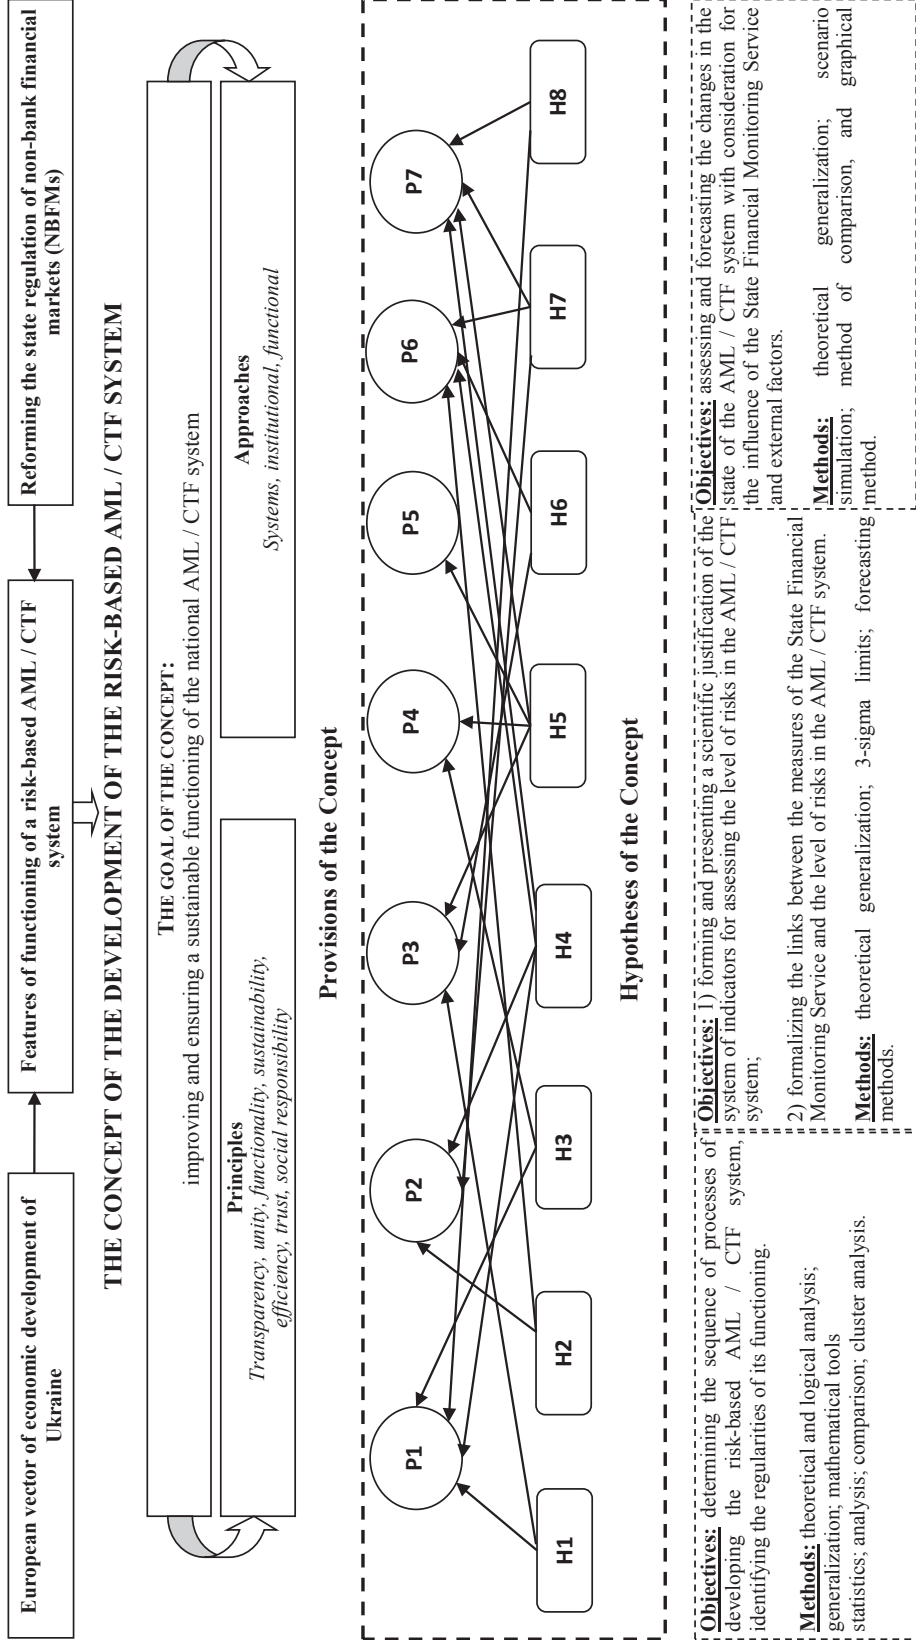 European vector of economic development of
Ukraine
Features of functioning of a risk-based AML / CTF
system
Reforming the state regulation of non-bank financial
markets (NBFMs)
THE CONCEPT OF THE DEVELOPMENT OF THE RISK-BASED AML / CTF SYSTEM
THE GOAL OF THE CONCEPT:
improving and ensuring a sustainable functioning of the national AML / CTF system
Principles
Transparency, unity, functionality, sustainability,
efficiency, trust, social responsibility
Approaches
Systems, institutional, functional
Provisions of the Concept
P1
P2
P3
P4
P5
P6
P7
H1
H2
H3
H4
H5
H6
H7
H8
Hypotheses of the Concept
Objectives: determining the sequence of processes of
developing the risk-based AML / CTF system,
identifying the regularities of its functioning.
Methods: theoretical and logical analysis;
generalization; mathematical tools
statistics; analysis; comparison; cluster analysis.
Objectives: 1) forming and presenting a scientific justification of the
system of indicators for assessing the level of risks in the AML / CTF
system;
2) formalizing the links between the measures of the State Financial
Monitoring Service and the level of risks in the AML / CTF system.
Methods: theoretical generalization; 3-sigma limits; forecasting
methods.
Objectives: assessing and forecasting the changes in the
state of the AML / CTF system with consideration for
the influence of the State Financial Monitoring Service
and external factors.
Methods: theoretical generalization; scenario
simulation; method of comparison, and graphical
method.